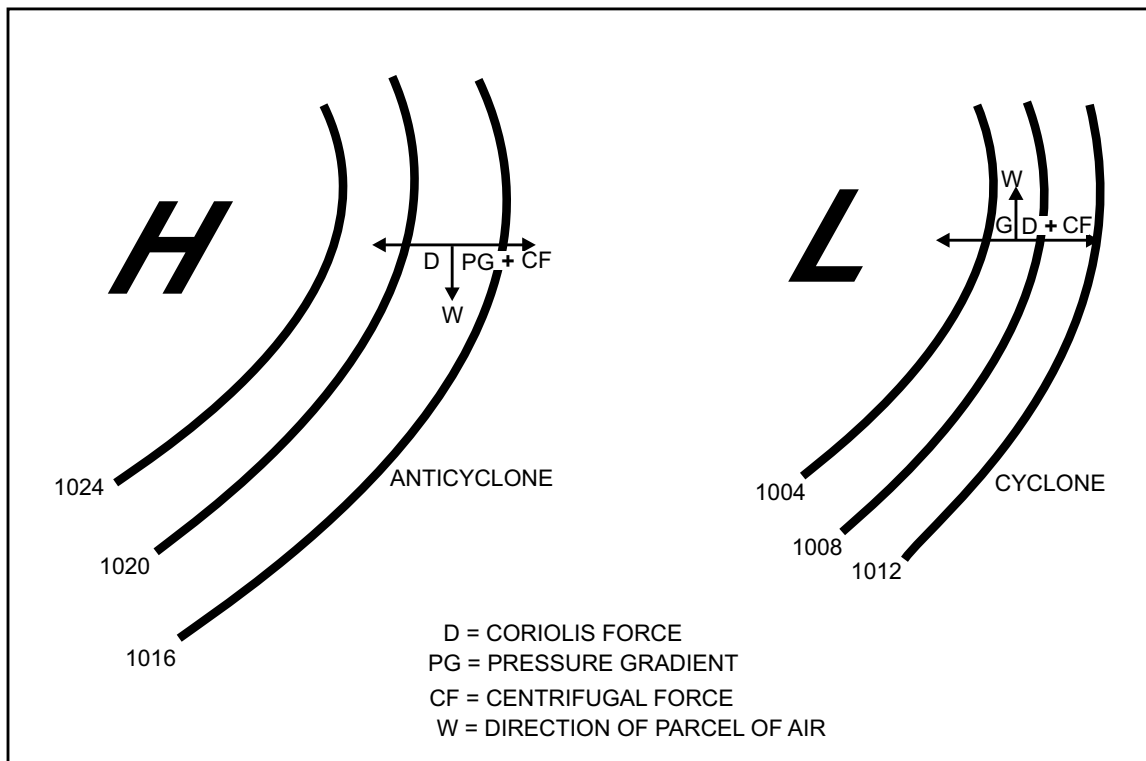 H
D PG + CF
W
1024
1020
1016
ANTICYCLONE
L
W
G D + CF
1004
1008
1012
CYCLONE
D = CORIOLIS FORCE
PG = PRESSURE GRADIENT
CF = CENTRIFUGAL FORCE
W = DIRECTION OF PARCEL OF AIR